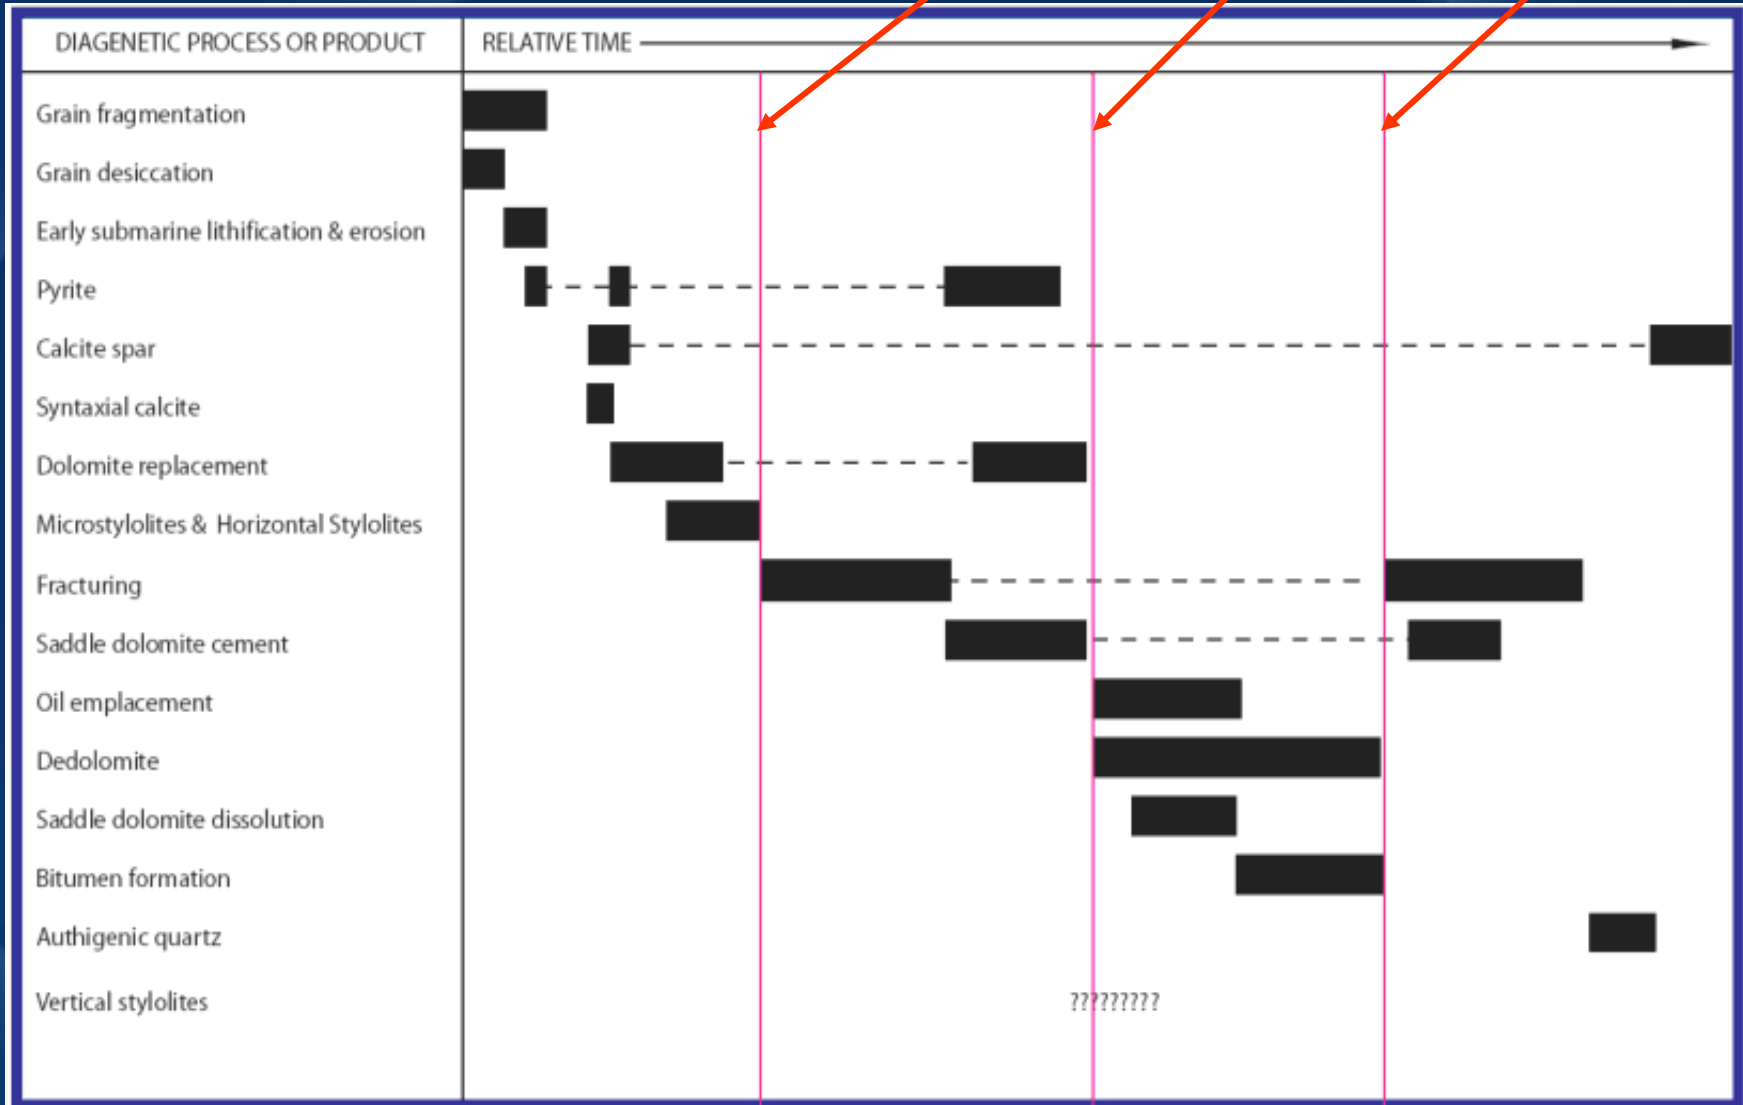 DIAGENETIC PROCESS OR PRODUCT
RELATIVE TIME
Grain fragmentation
Grain desiccation
Early submarine lithification & erosion
Pyrite
Calcite spar
Syntaxial calcite
Dolomite replacement
Microstylolites & Horizontal Stylolites
Fracturing
Saddle dolomite cement
Oil emplacement
Dedolomite
Saddle dolomite dissolution
Bitumen formation
Authigenic quartz
Vertical stylolites
?????????